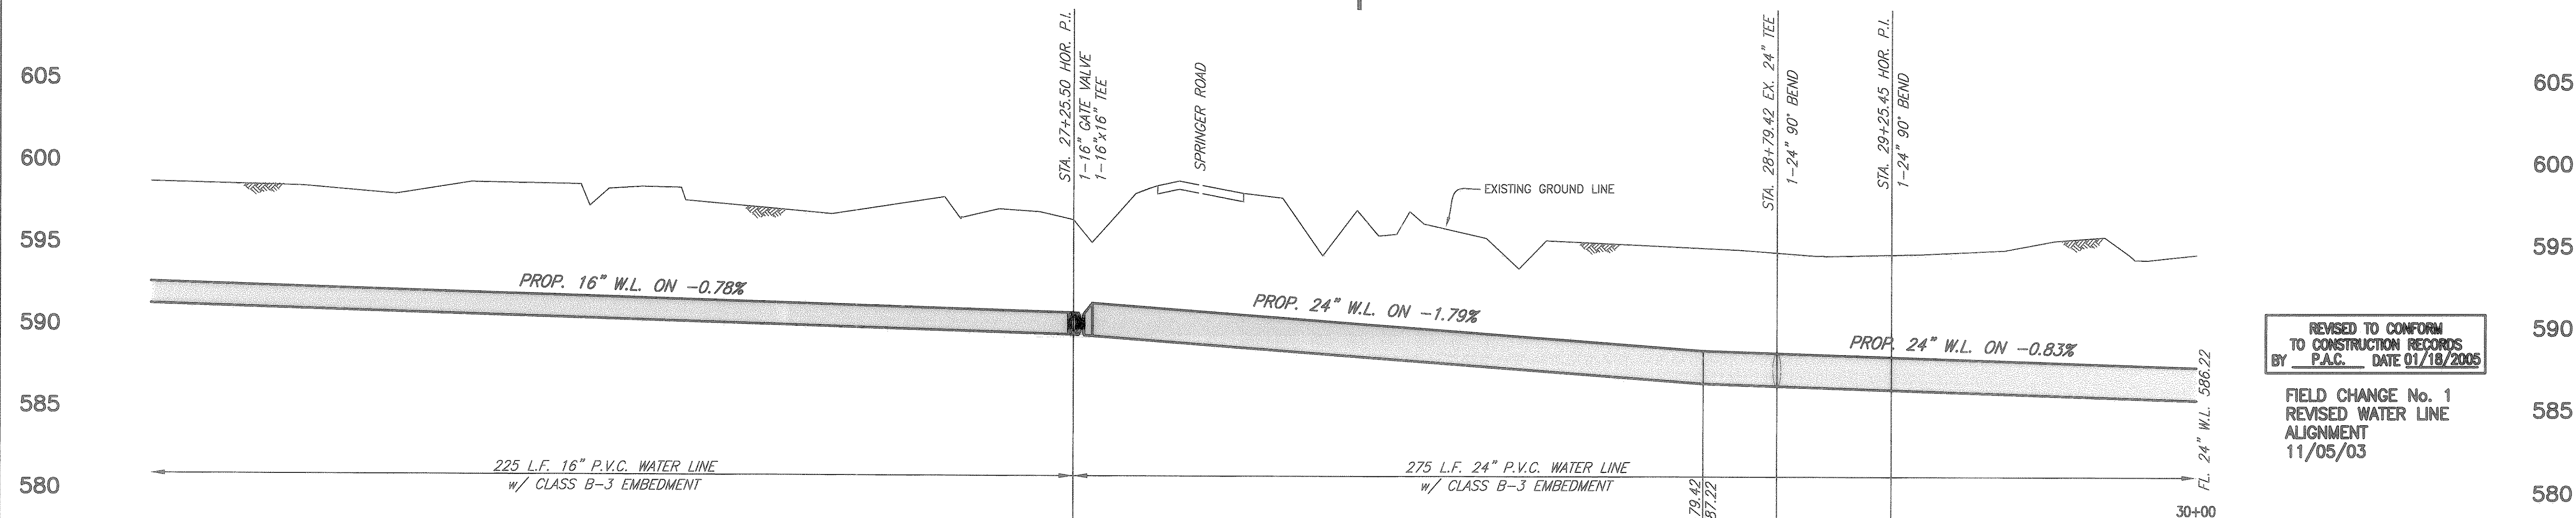 605
600
595
590
585
580
STA. 27+25.50 HOR. P.I.
1-16" GATE VALVE
1-16"x16" TEE
SPRINGER ROAD
EXISTING GROUND LINE
STA. 28+79.42 EX. 24" TEE
1-24" 90° BEND
STA. 29+25.45 HOR. P.I.
1-24" 90° BEND
PROP. 16" W.L. ON -0.78%
PROP. 24" W.L. ON -1.79%
PROP. 24" W.L. ON -0.83%
225 L.F. 16" P.V.C. WATER LINE
w/ CLASS B-3 EMBEDMENT
275 L.F. 24" P.V.C. WATER LINE
w/ CLASS B-3 EMBEDMENT
79.42
87.22
FL. 24" W.L. 586.22
30+00
605
600
595
590
585
580
REVISED TO CONFORM
TO CONSTRUCTION RECORDS
BY P.A.C. DATE 01/18/2005
FIELD CHANGE No. 1
REVISED WATER LINE
ALIGNMENT
11/05/03